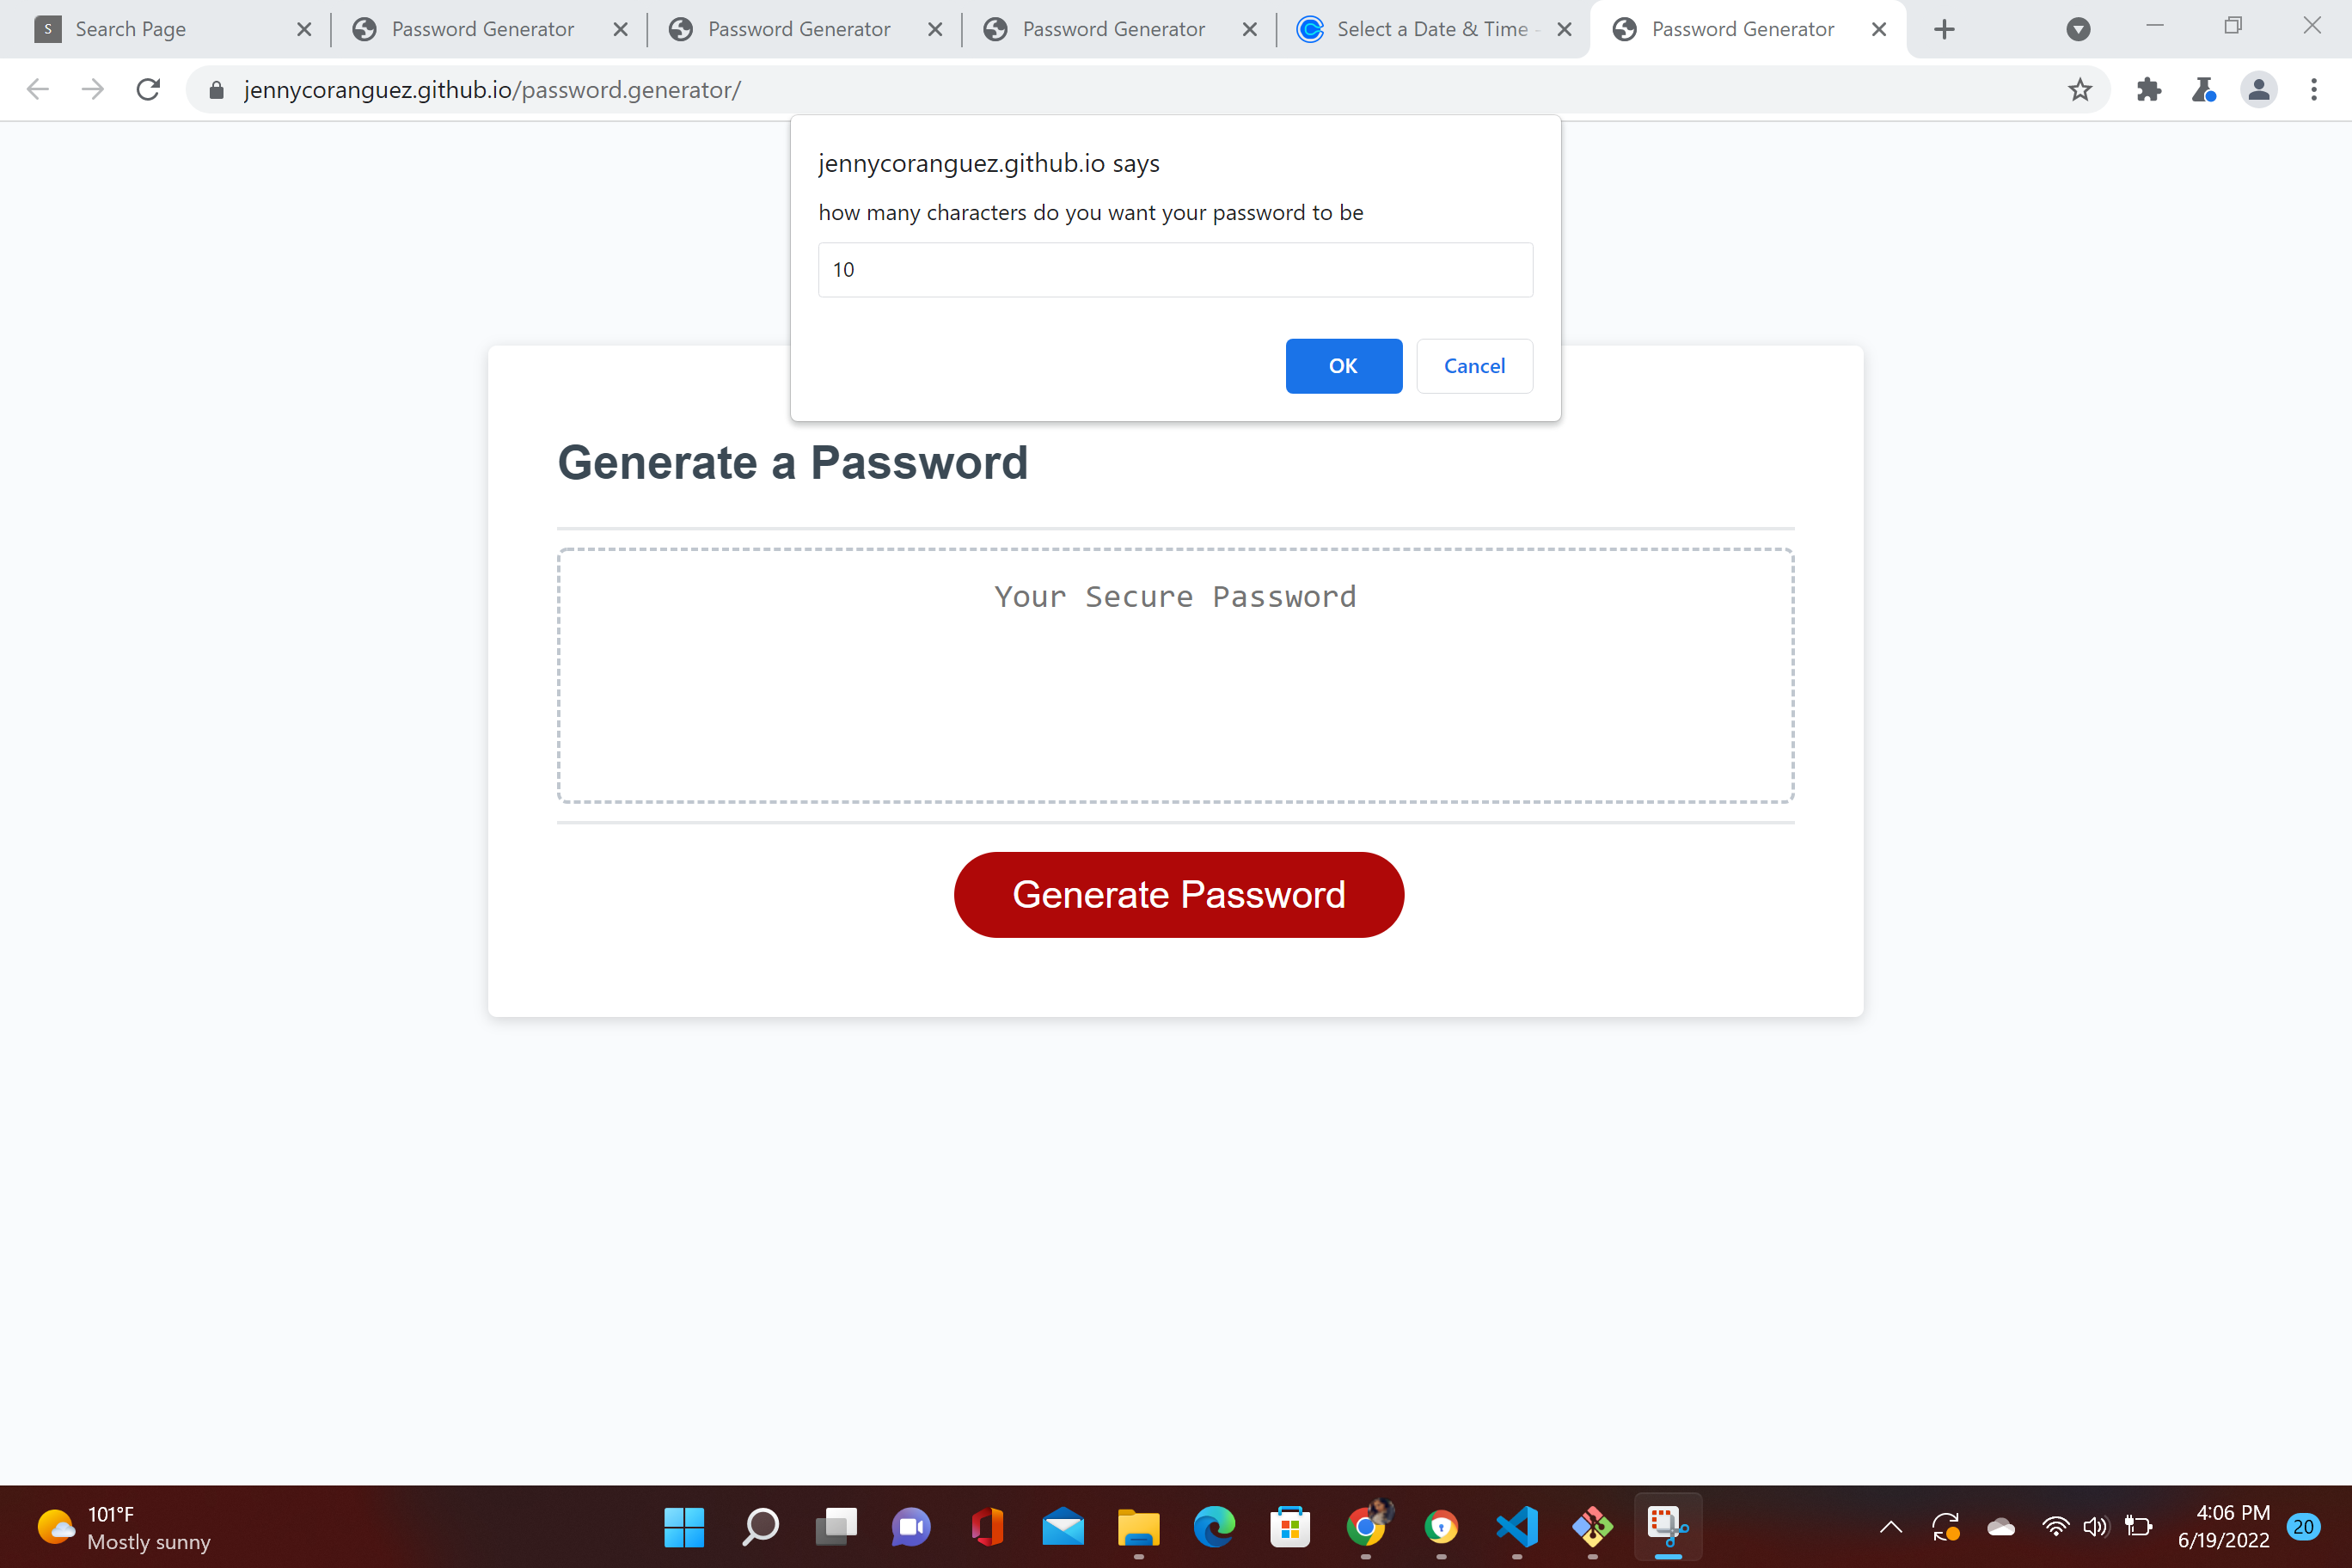 S Search Page
Password Generator
Password Generator
Password Generator
Select a Date & Time -
Password Generator
jennycoranguez.github.io/password.generator/
jennycoranguez.github.io says
how many characters do you want your password to be
10
OK
Cancel
Generate a Password
Your Secure Password
Generate Password
101°F
Mostly sunny
4:06 PM
6/19/2022
20